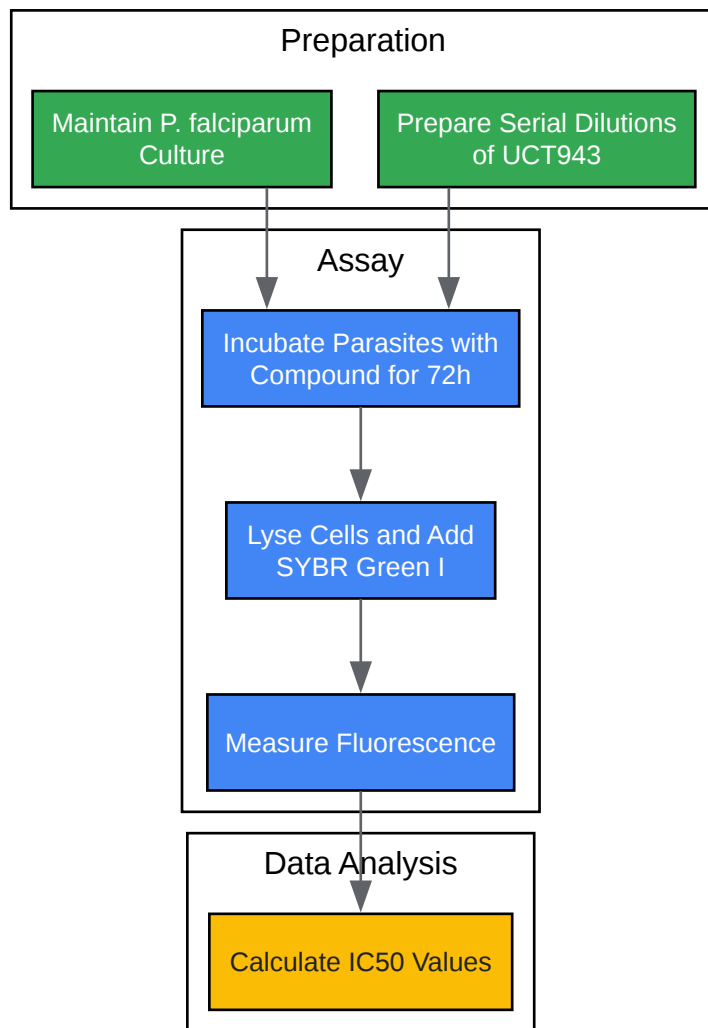 Preparation
Maintain P. falciparum
Culture
Prepare Serial Dilutions
of UCT943
Assay
Incubate Parasites with
Compound for 72h
Lyse Cells and Add
SYBR Green I
Measure Fluorescence
Data Analysis
Calculate IC50 Values